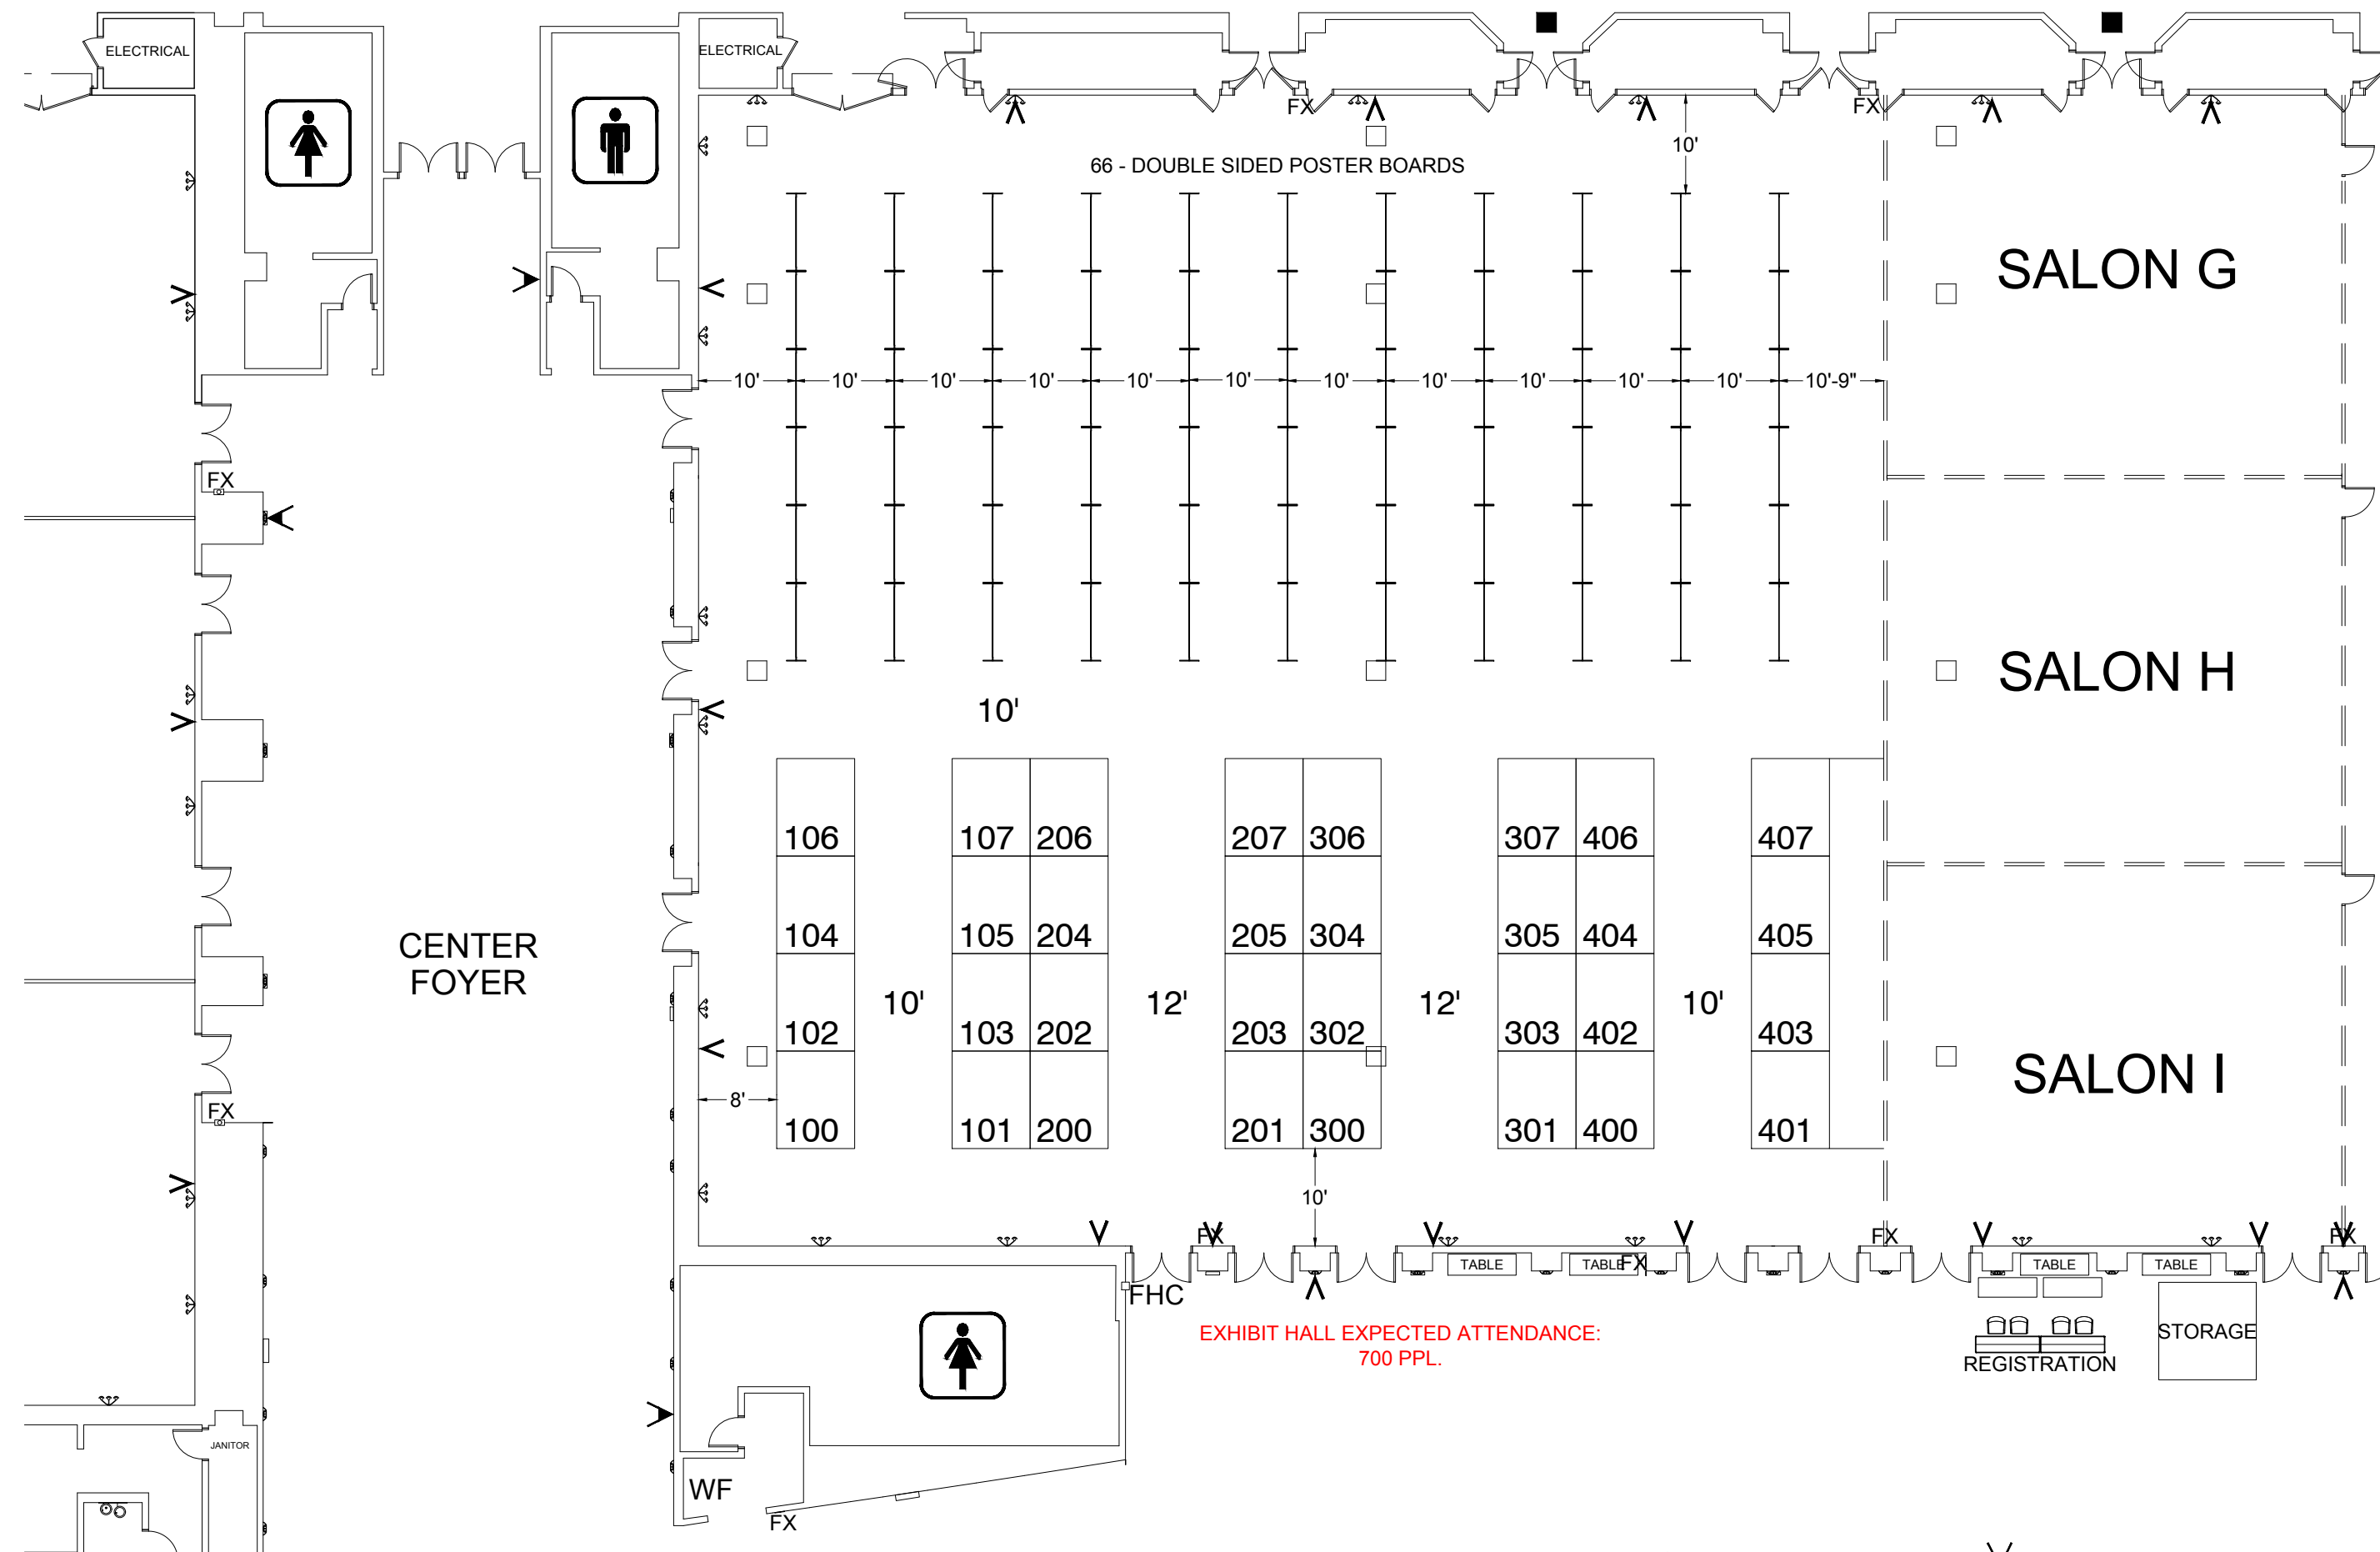 ELECTRICAL
ELECTRICAL
FX
FX
10'
66 - DOUBLE SIDED POSTER BOARDS
SALON G
10'
10'
10'
10'
10'
10'
10'
10'
10'
10'
10'
10'-9"
FX
SALON H
10'
106
107
206
207
306
307
406
407
CENTER
FOYER
104
105
204
205
304
305
404
405
10'
12'
12'
10'
102
103
202
203
302
303
402
403
SALON I
8'
FX
100
101
200
201
300
301
400
401
10'
FX
FX
FX
TABLE
TABLE
FX
TABLE
TABLE
FHC
EXHIBIT HALL EXPECTED ATTENDANCE:
700 PPL.
STORAGE
REGISTRATION
JANITOR
WF
FX